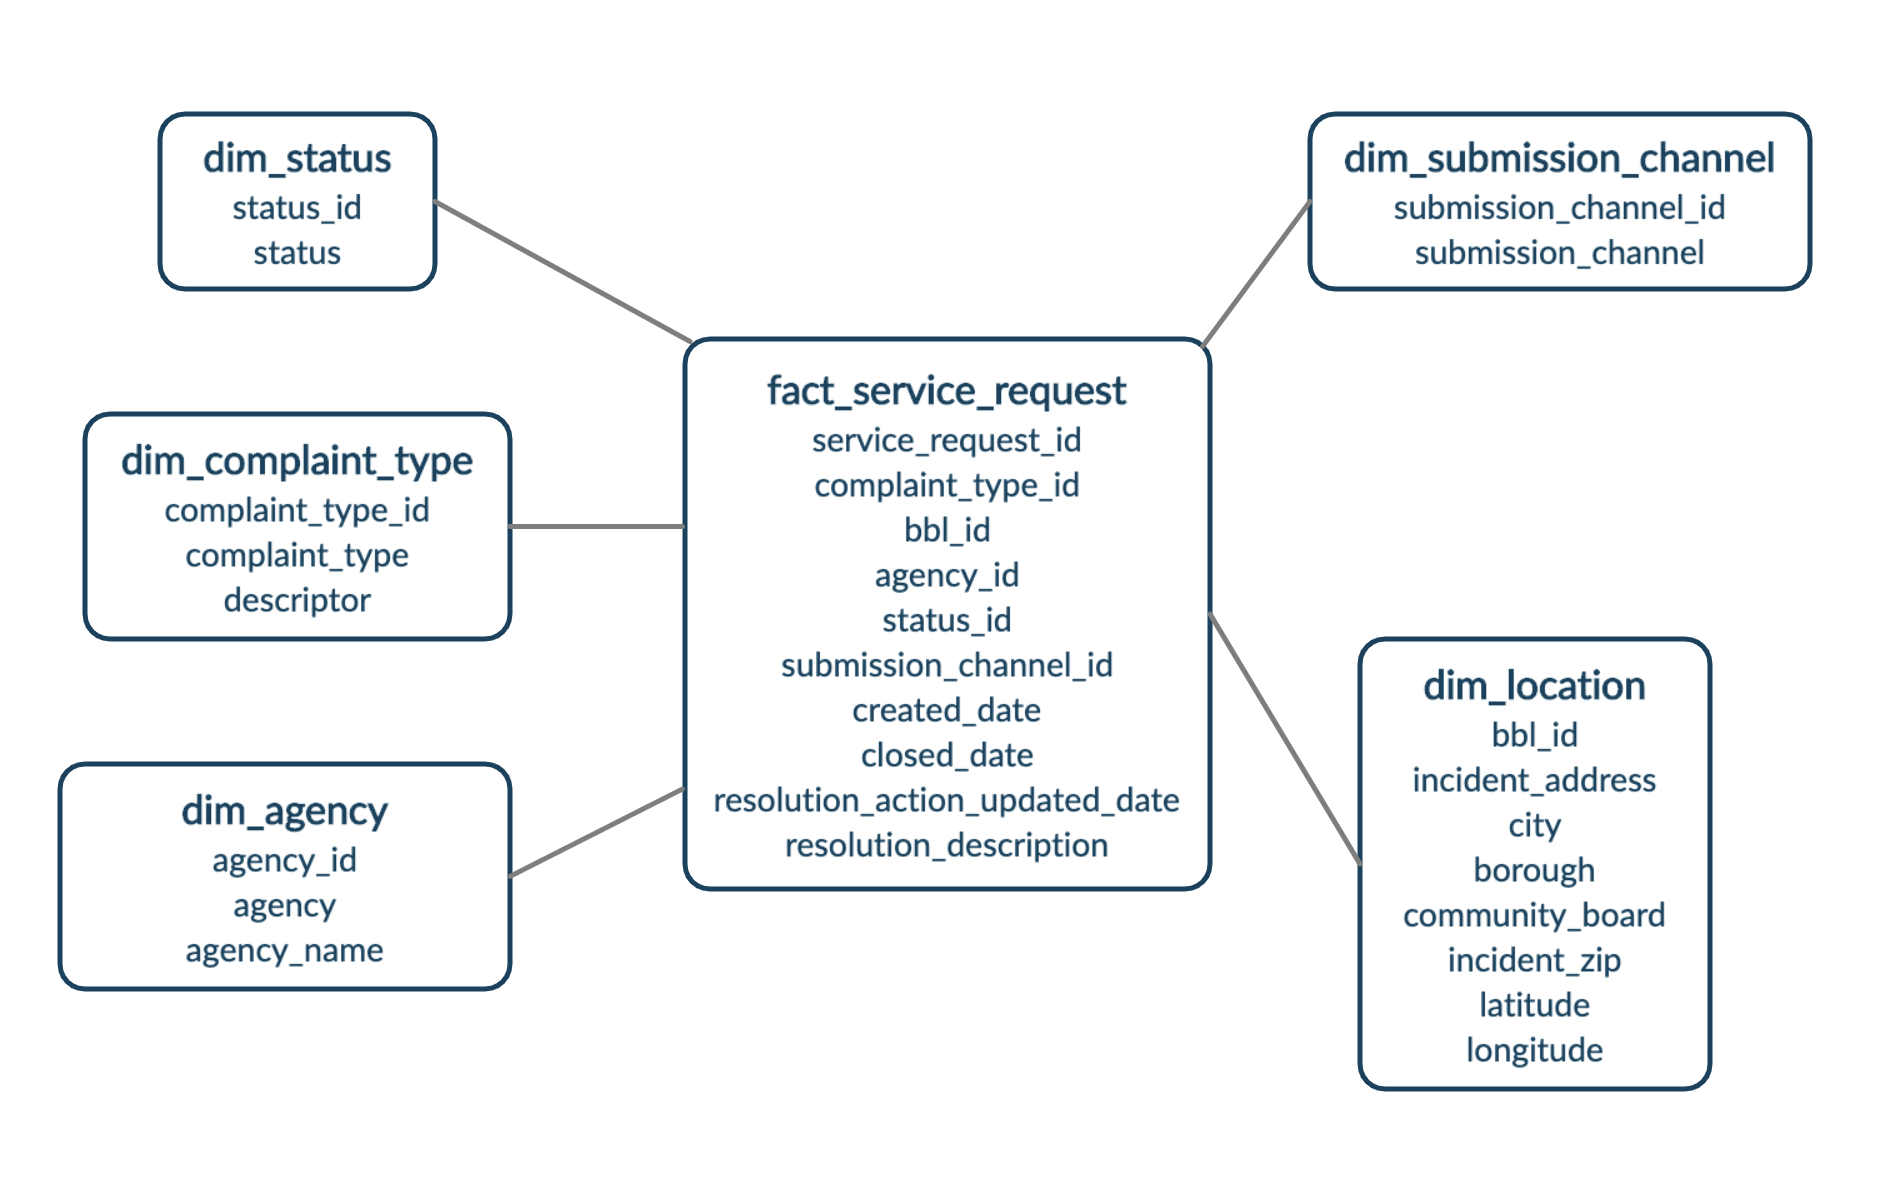 dim_status
status_id
status
dim_submission_channel
submission_channel_id
submission_channel
fact_service_request
service_request_id
complaint_type_id
bbl_id
agency_id
status_id
submission_channel_id
created_date
closed_date
resolution_action_updated_date
resolution_description
dim_complaint_type
complaint_type_id
complaint_type
descriptor
dim_agency
agency_id
agency
agency_name
dim_location
bbl_id
incident_address
city
borough
community_board
incident_zip
latitude
longitude